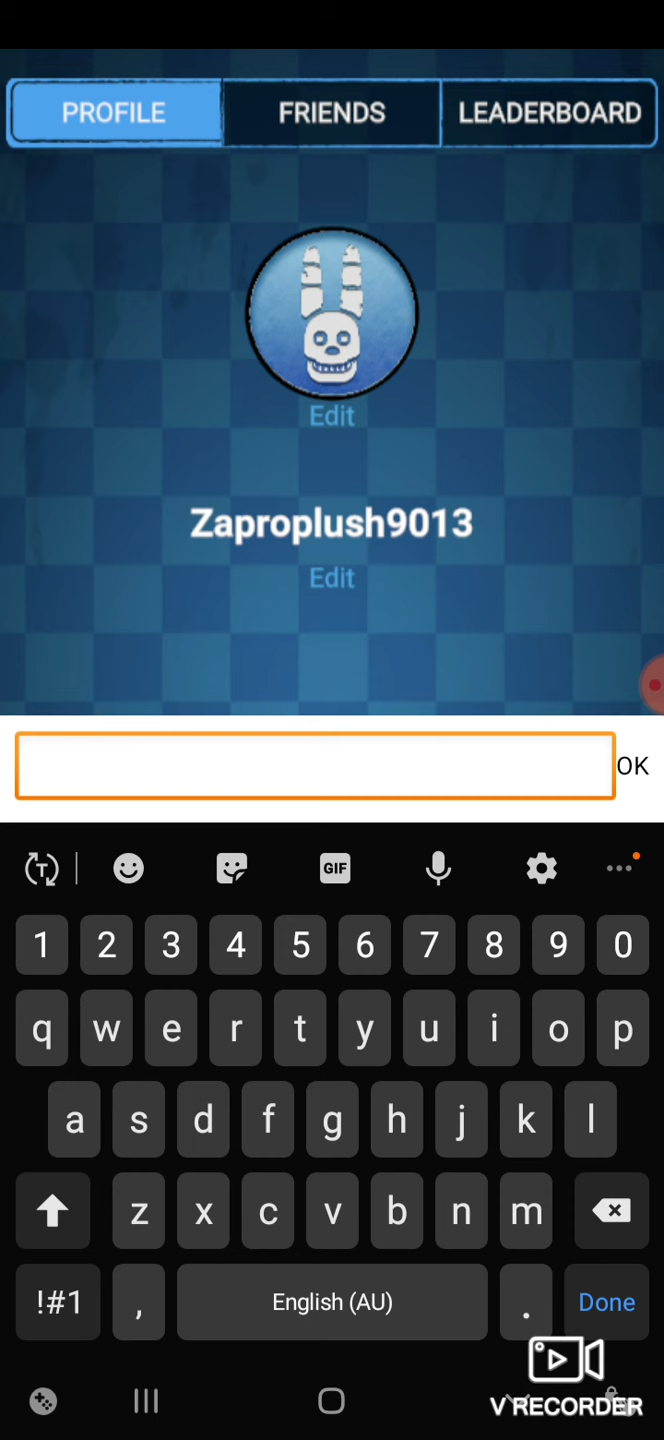 PROFILE FRIENDS LEADERBOARD
Edit
Zaproplush9013
Edit
OK
T GIF
1 2 3 4 5 6 7 8 9 0
q w e r t y u i o p
a s d f g h j k l
z x c v b n m
!#1 , English (AU) . Done
V RECORDER